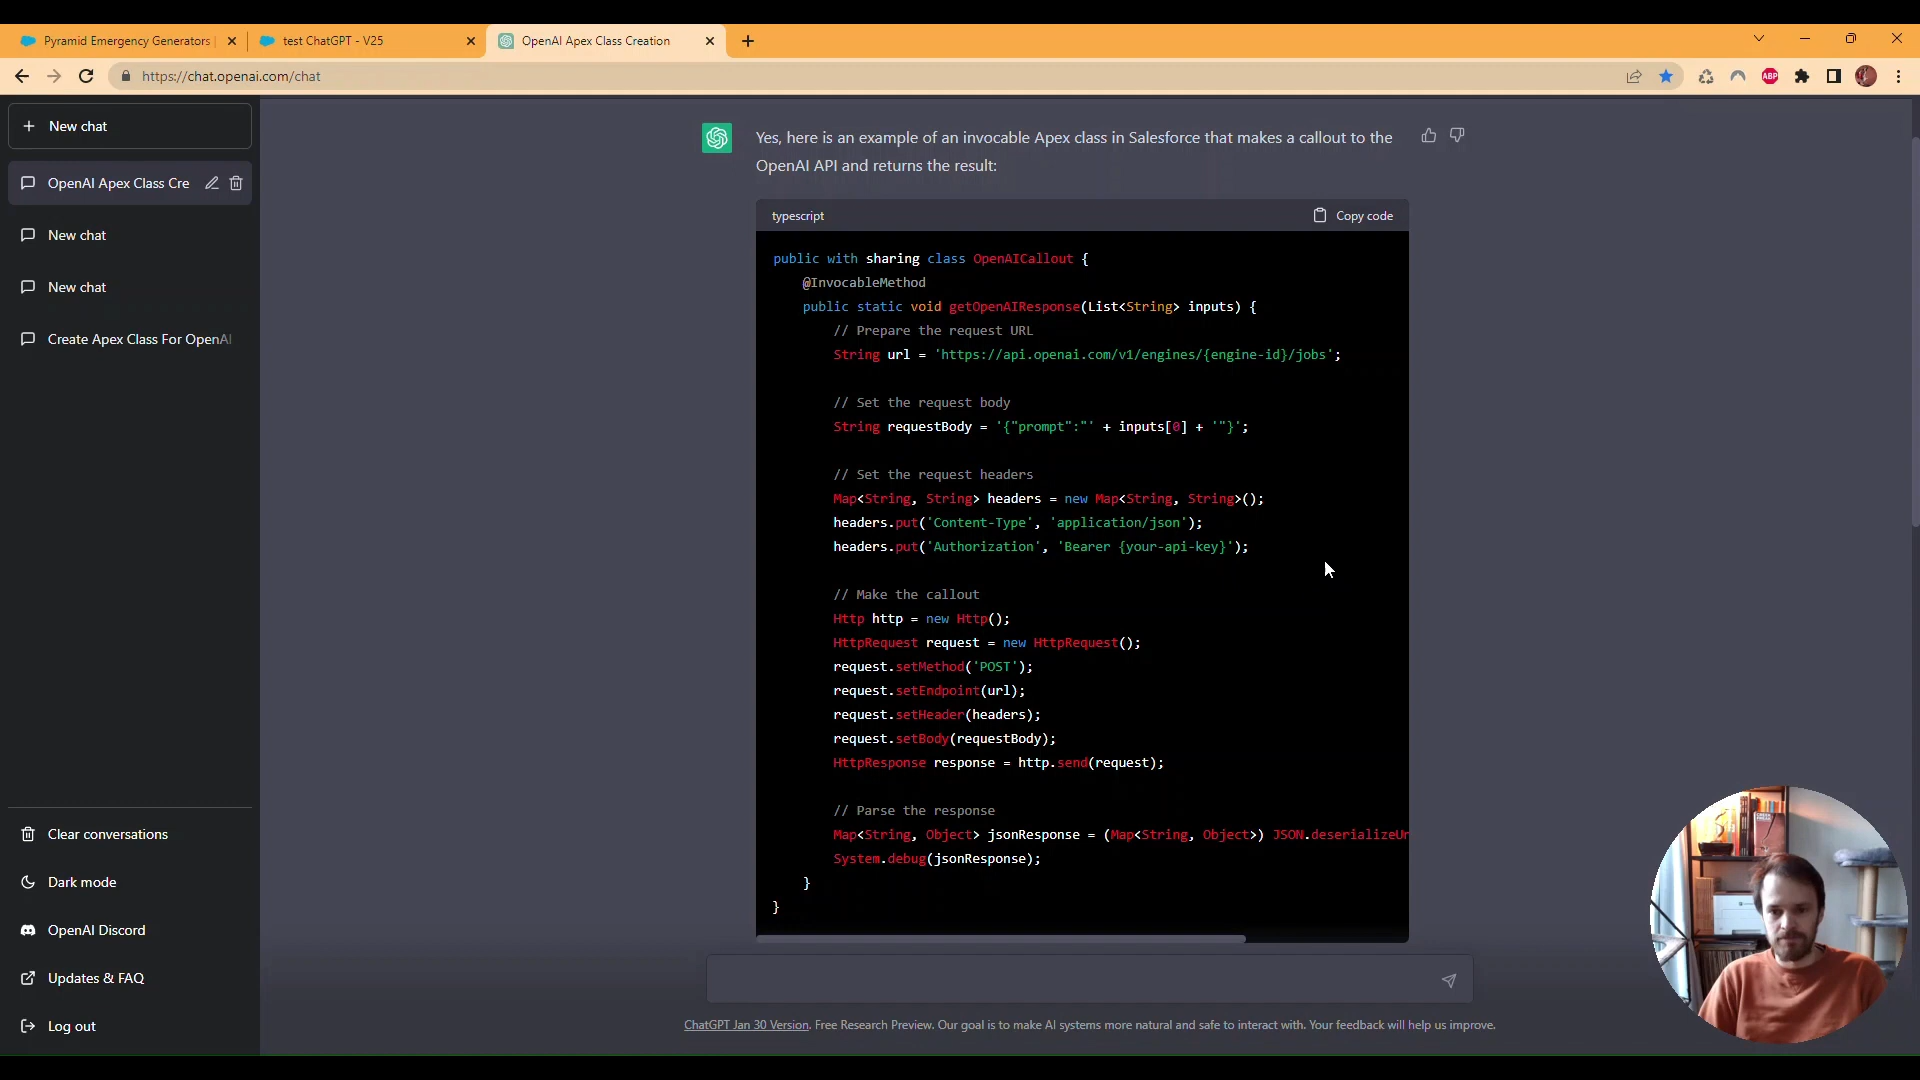 Pyramid Emergency Generators |
test ChatGPT - V25
OpenAI Apex Class Creation
https://chat.openai.com/chat
ABP
New chat
OpenAI Apex Class Cre
New chat
New chat
Create Apex Class For OpenAI
Clear conversations
Dark mode
OpenAI Discord
Updates & FAQ
Log out
Yes, here is an example of an invocable Apex class in Salesforce that makes a callout to the
OpenAI API and returns the result:
typescript
Copy code
public with sharing class OpenAICallout {
@InvocableMethod
public static void getOpenAIResponse(List<String> inputs) {
// Prepare the request URL
String url = 'https://api.openai.com/v1/engines/{engine-id}/jobs';
// Set the request body
String requestBody = '{"prompt":"' + inputs[0] + '"}';
// Set the request headers
Map<String, String> headers = new Map<String, String>();
headers.put('Content-Type', 'application/json');
headers.put('Authorization', 'Bearer {your-api-key}');
// Make the callout
Http http = new Http();
HttpRequest request = new HttpRequest();
request.setMethod('POST');
request.setEndpoint(url);
request.setHeader(headers);
request.setBody(requestBody);
HttpResponse response = http.send(request);
// Parse the response
Map<String, Object> jsonResponse = (Map<String, Object>) JSON.deserializeUn
System.debug(jsonResponse);
}
}
ChatGPT Jan 30 Version. Free Research Preview. Our goal is to make AI systems more natural and safe to interact with. Your feedback will help us improve.